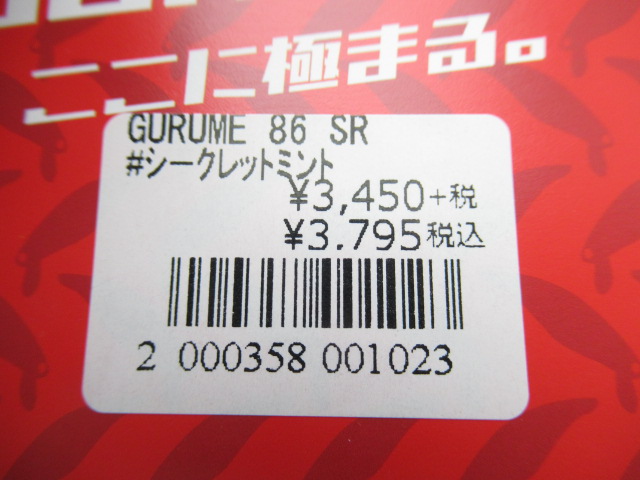 ここに極まる。
GURUME 86 SR
#シークレットミント
¥3,450+税
¥3.795税込
2 000358 001023